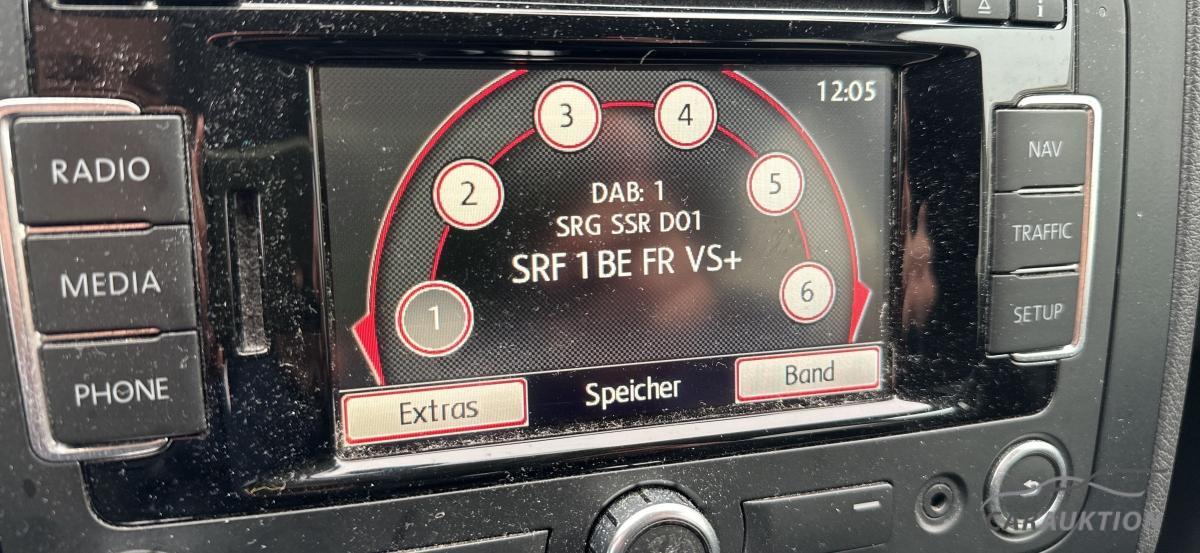 i
RADIO
MEDIA
PHONE
12:05
1
2
3
4
5
6
DAB: 1
SRG SSR D01
SRF 1 BE FR VS+
Extras
Speicher
Band
NAV
TRAFFIC
SETUP
CARAUKTION